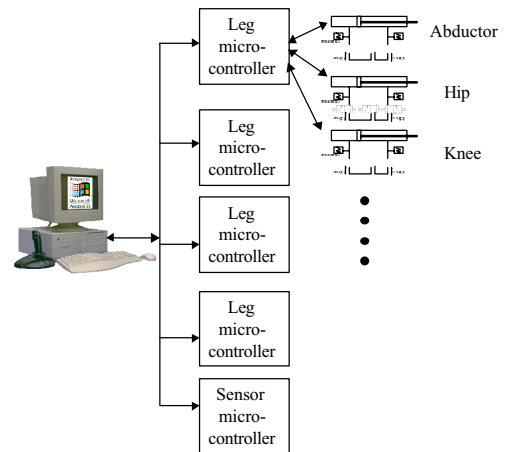 Leg
micro-
controller
Abductor
Hip
Knee
Leg
micro-
controller
Leg
micro-
controller
Leg
micro-
controller
Sensor
micro-
controller